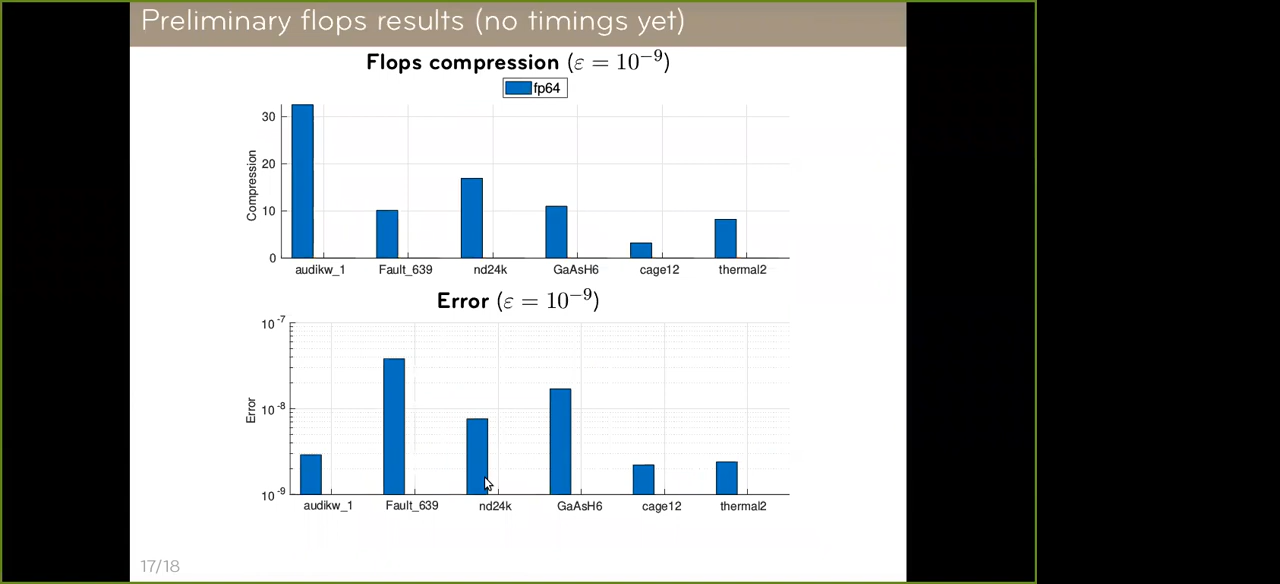 Preliminary flops results (no timings yet)
Flops compression (ε = 10⁻⁹)
fp64
30
20
10
0
Compression
audikw_1 Fault_639 nd24k GaAsH6 cage12 thermal2
Error (ε = 10⁻⁹)
10⁻⁷
10⁻⁸
10⁻⁹
Error
audikw_1 Fault_639 nd24k GaAsH6 cage12 thermal2
17/18